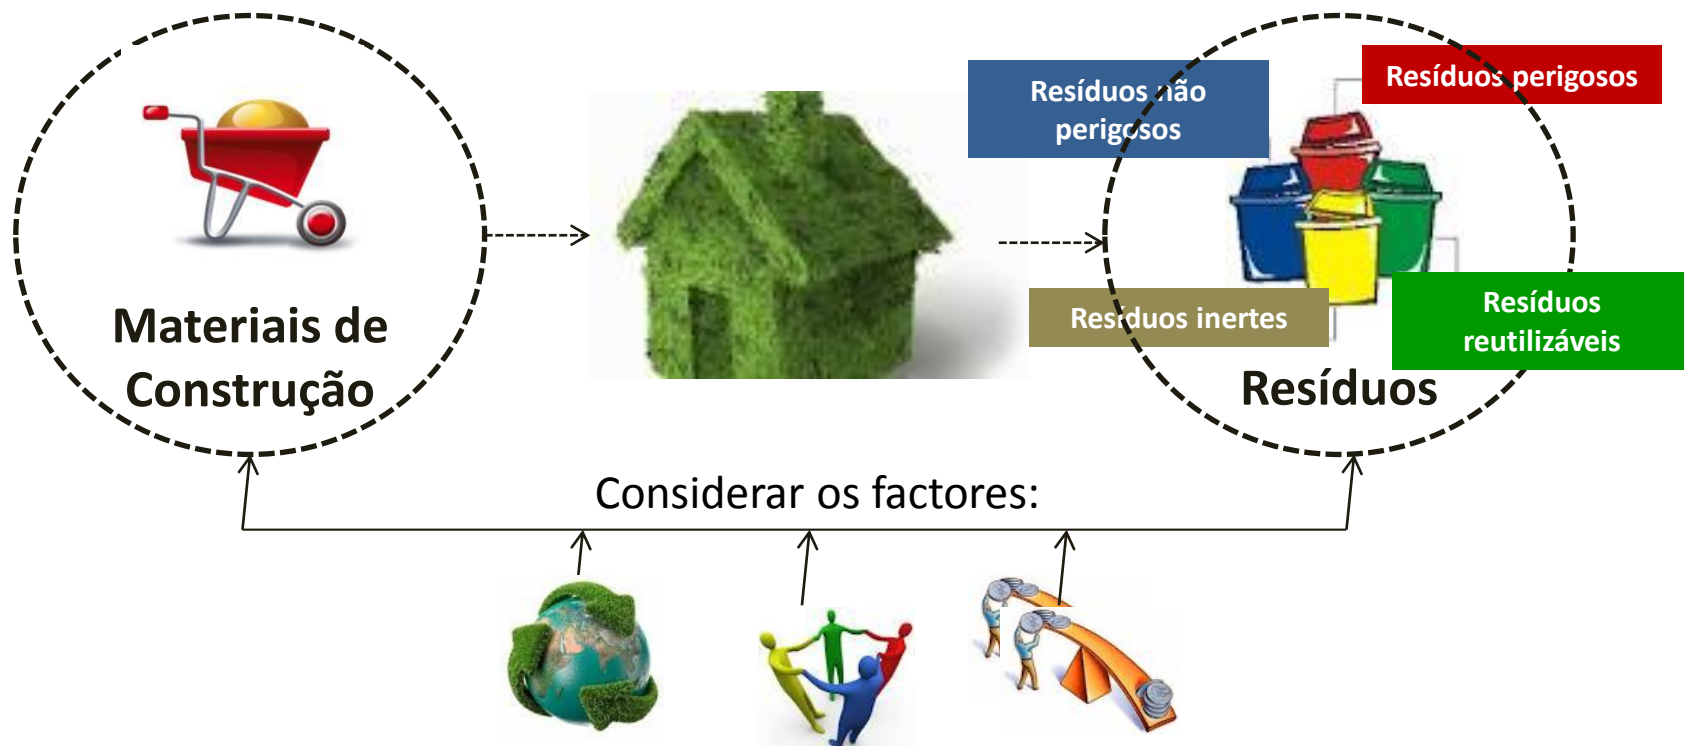 Materiais de
Construção
Resíduos não
perigosos
Resíduos perigosos
Resíduos inertes
Resíduos
reutilizáveis
Resíduos
Considerar os factores: